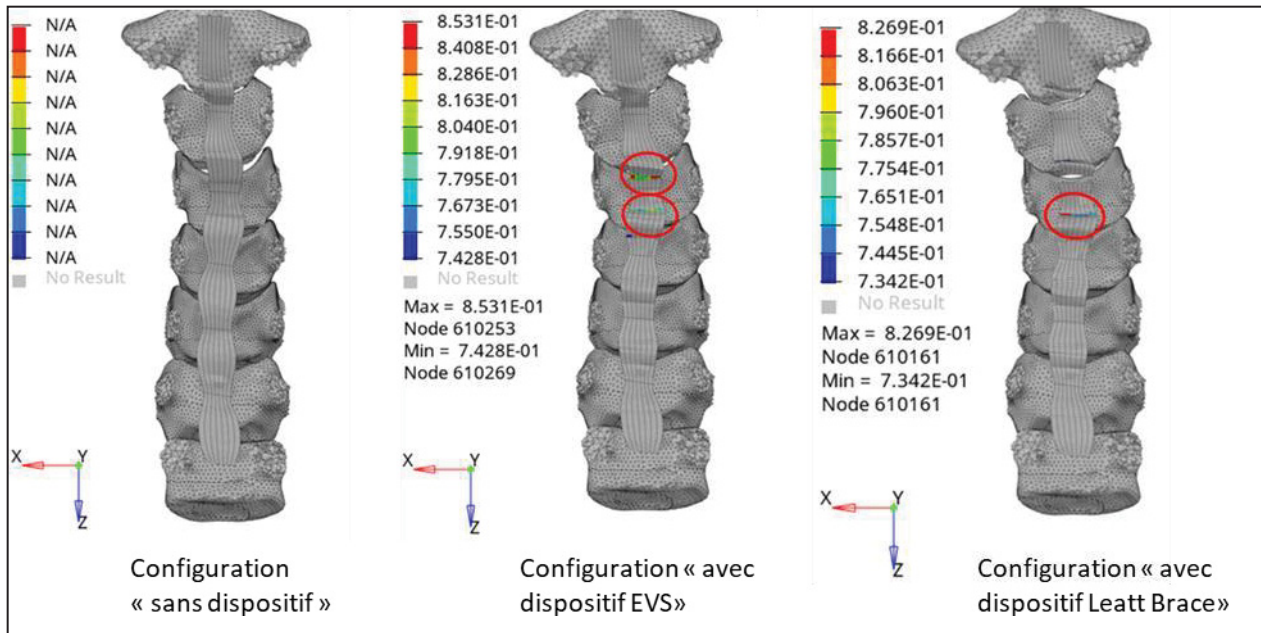 N/A
N/A
N/A
N/A
N/A
N/A
N/A
N/A
N/A
N/A
No Result
X Y
Z
Configuration
« sans dispositif »
8.531E-01
8.408E-01
8.286E-01
8.163E-01
8.040E-01
7.918E-01
7.795E-01
7.673E-01
7.550E-01
7.428E-01
No Result
Max = 8.531E-01
Node 610253
Min = 7.428E-01
Node 610269
X Y
Z
Configuration « avec
dispositif EVS»
8.269E-01
8.166E-01
8.063E-01
7.960E-01
7.857E-01
7.754E-01
7.651E-01
7.548E-01
7.445E-01
7.342E-01
No Result
Max = 8.269E-01
Node 610161
Min = 7.342E-01
Node 610161
X Y
Z
Configuration « avec
dispositif Leatt Brace»